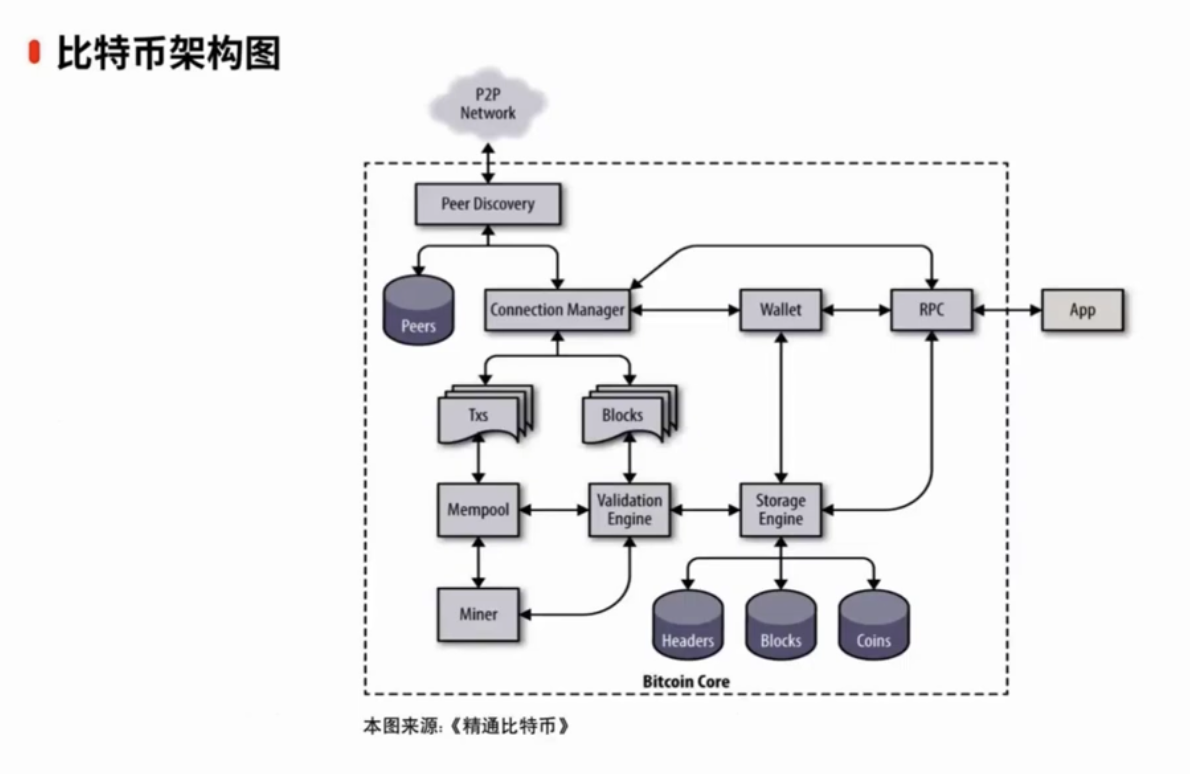 比特币架构图
P2P
Network
Peer Discovery
Peers
Connection Manager
Wallet
RPC
App
Txs
Blocks
Mempool
Validation
Engine
Storage
Engine
Miner
Headers
Blocks
Coins
Bitcoin Core
本图来源:《精通比特币》